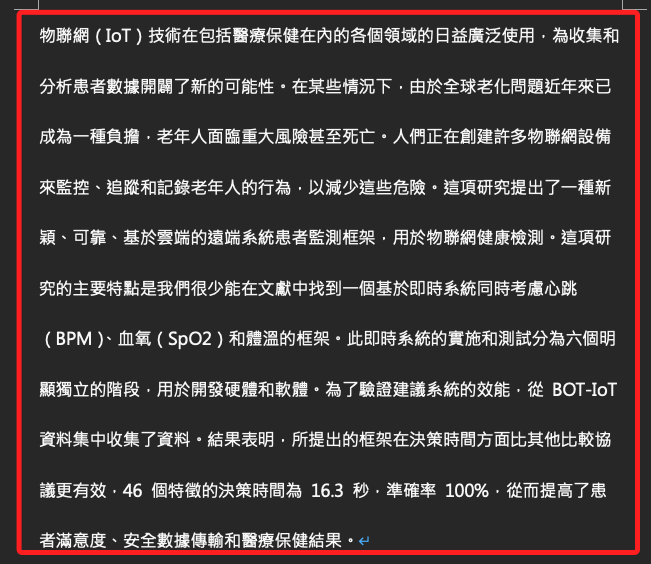 物聯網（IoT）技術在包括醫療保健在內的各個領域的日益廣泛使用，為收集和
分析患者數據開闢了新的可能性。在某些情況下，由於全球老化問題近年來已
成為一種負擔，老年人面臨重大風險甚至死亡。人們正在創建許多物聯網設備
來監控、追蹤和記錄老年人的行為，以減少這些危險。這項研究提出了一種新
穎、可靠、基於雲端的遠端系統患者監測框架，用於物聯網健康檢測。這項研
究的主要特點是我們很少能在文獻中找到一個基於即時系統同時考慮心跳
（BPM）、血氧（SpO2）和體溫的框架。此即時系統的實施和測試分為六個明
顯獨立的階段，用於開發硬體和軟體。為了驗證建議系統的效能，從 BOT-IoT
資料集中收集了資料。結果表明，所提出的框架在決策時間方面比其他比較協
議更有效，46 個特徵的決策時間為 16.3 秒，準確率 100%，從而提高了患
者滿意度、安全數據傳輸和醫療保健結果。↵